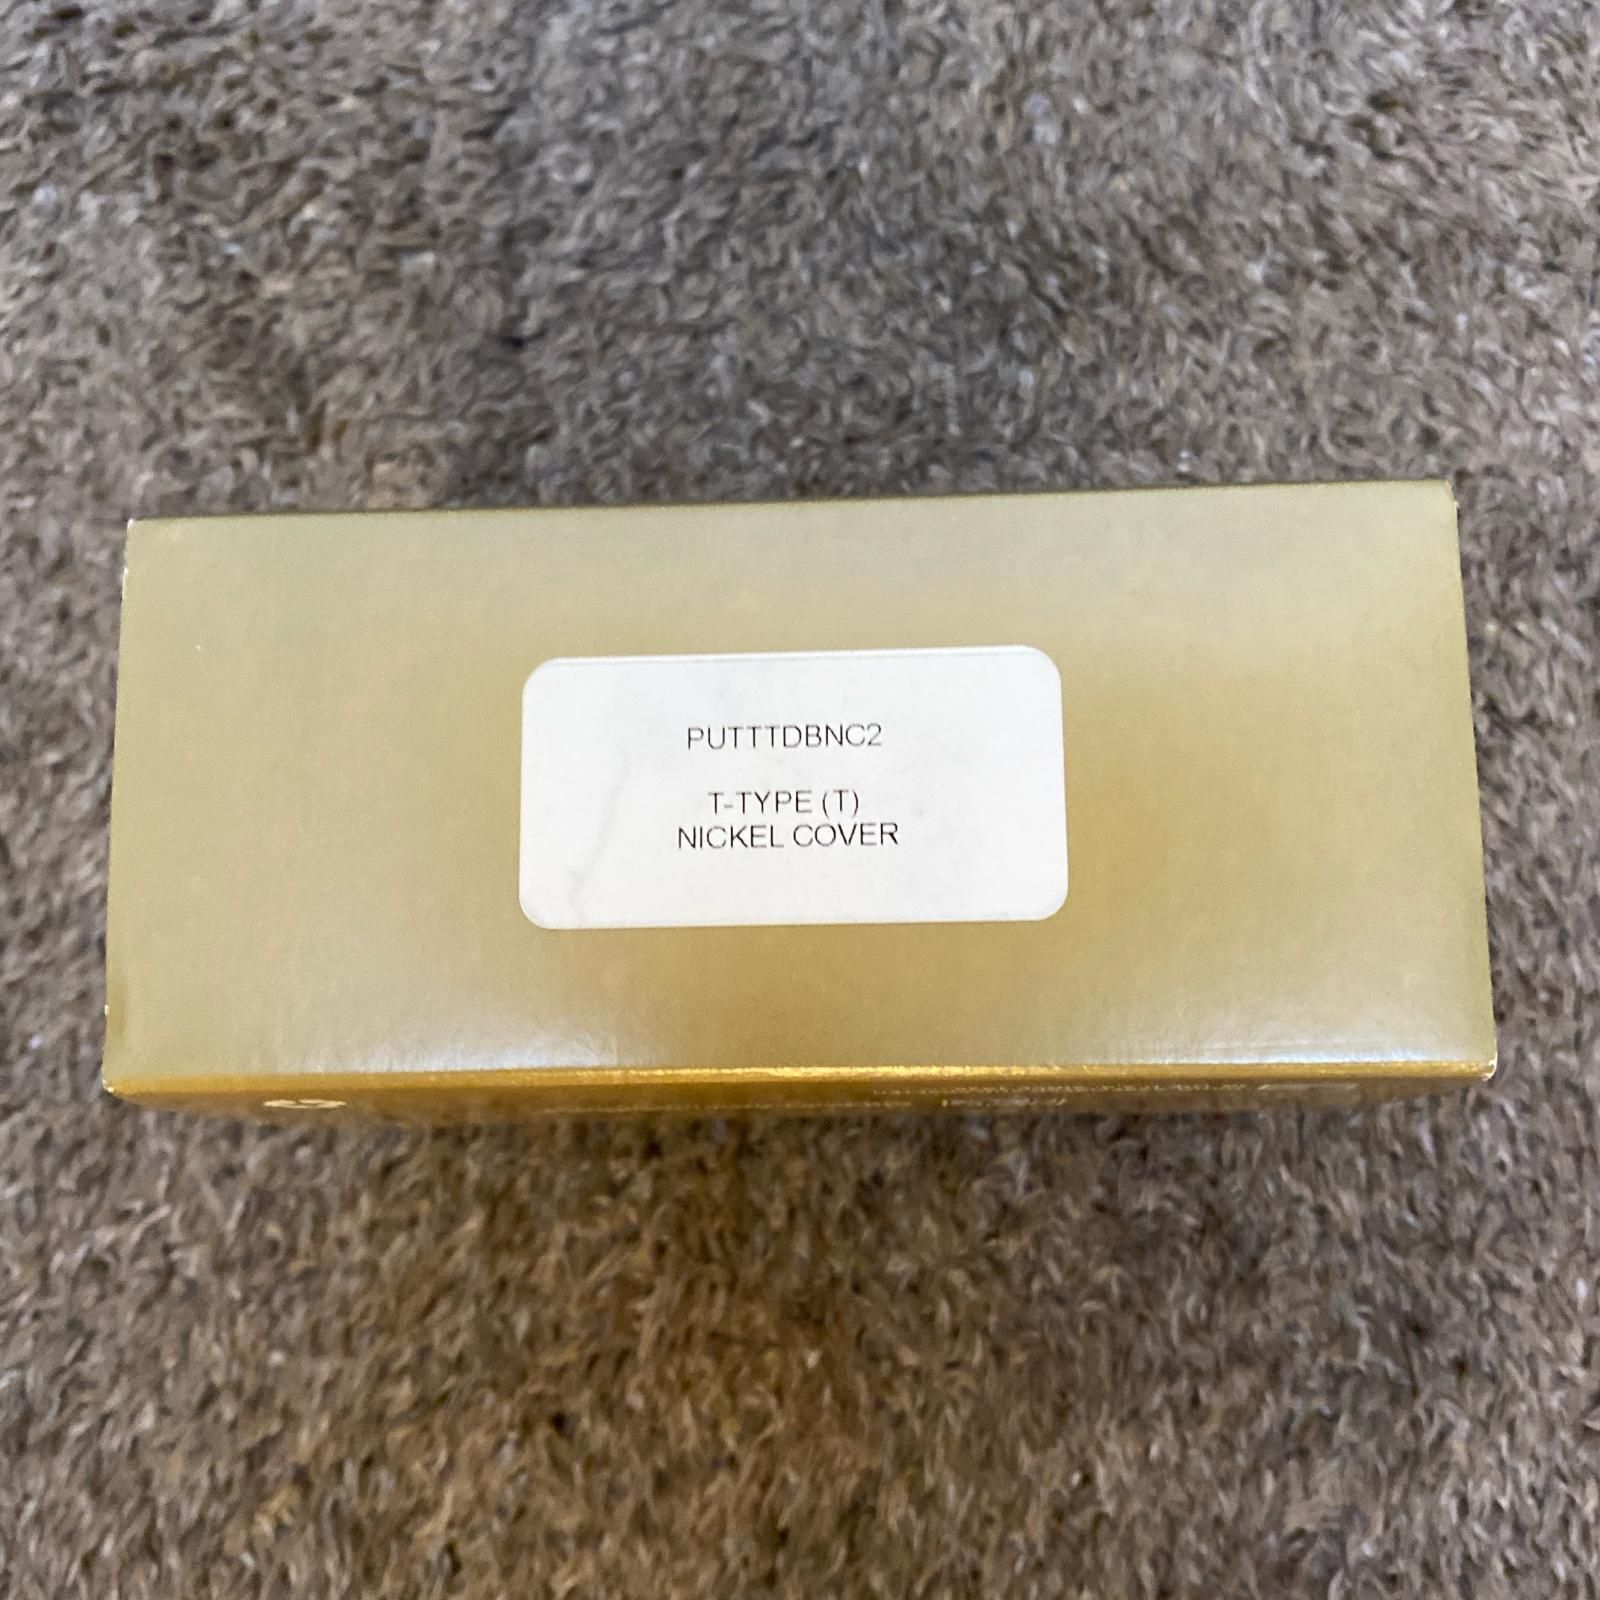 PUTTTDBNC2
T-TYPE (T)
NICKEL COVER